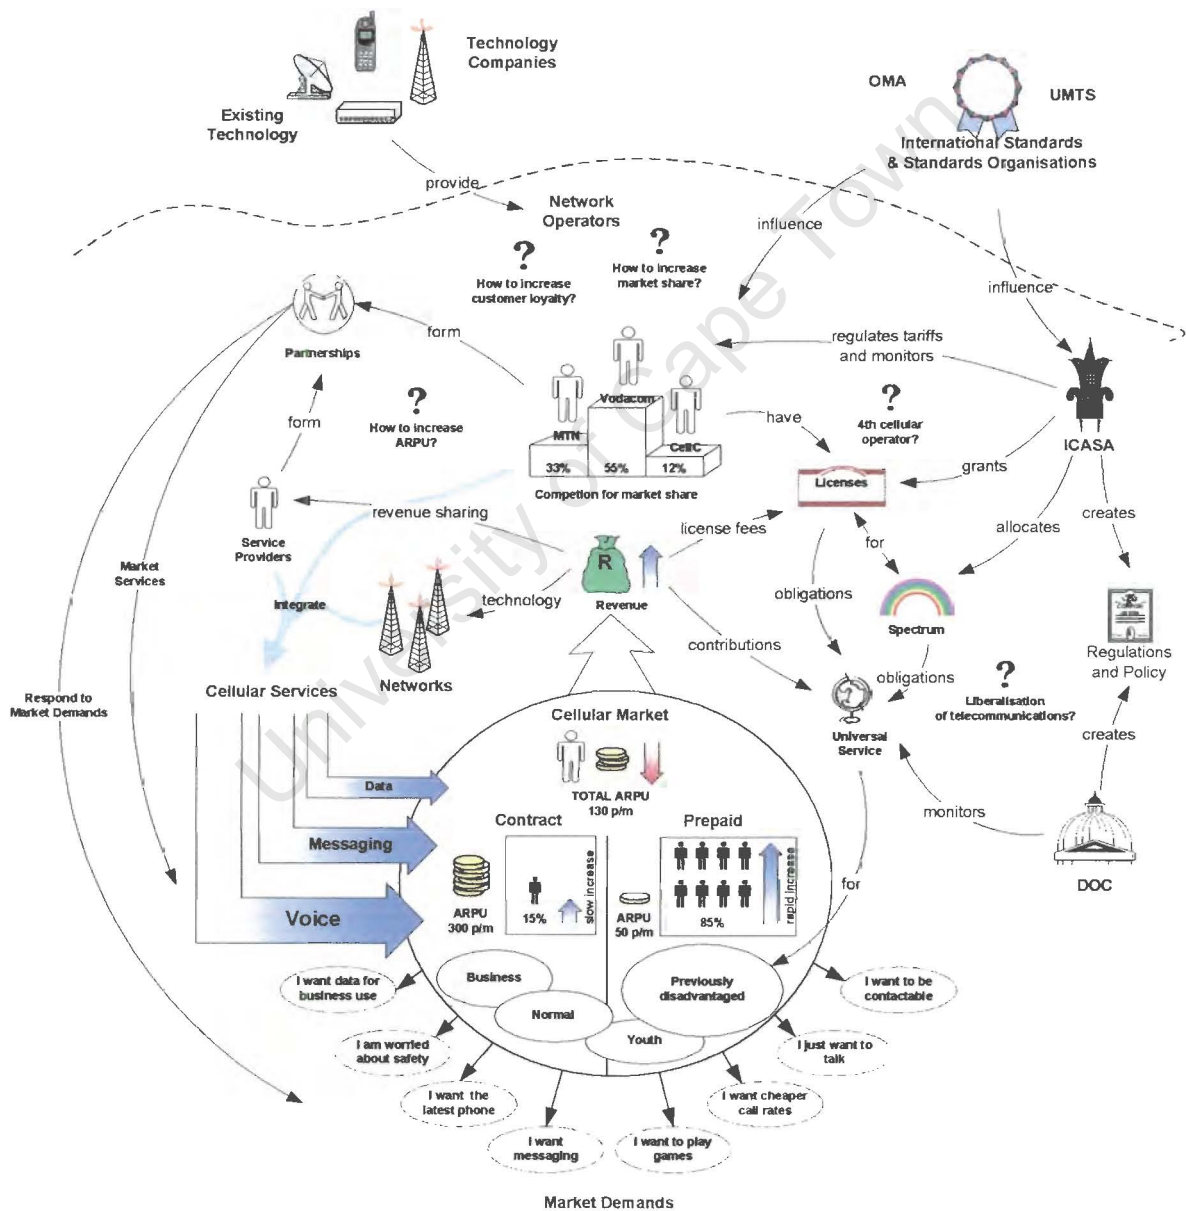 Technology
Companies
Existing
Technology
OMA
UMTS
International Standards
& Standards Organisations
provide
Network
Operators
influence
influence
?
How to increase
customer loyalty?
?
How to increase
market share?
Partnerships
form
regulates tariffs
and monitors
form
?
How to increase
ARPU?
MTN
Vodacom
CellC
33%
55%
12%
Competion for market share
have
?
4th cellular
operator?
ICASA
grants
Licenses
Service
Providers
revenue sharing
license fees
for
allocates
creates
Market
Services
Integrate
technology
R
Revenue
obligations
Spectrum
Networks
contributions
obligations
Regulations
and Policy
?
Liberalisation
of telecommunications?
Respond to
Market Demands
Cellular Services
Cellular Market
Universal
Service
creates
Data
TOTAL ARPU
130 p/m
monitors
Messaging
Contract
Prepaid
DOC
Voice
ARPU
300 p/m
15%
slow increase
ARPU
50 p/m
85%
rapid increase
for
Business
Normal
Previously
disadvantaged
Youth
I want data for
business use
I am worried
about safety
I want the
latest phone
I want
messaging
I want to play
games
I want cheaper
call rates
I just want to
talk
I want to be
contactable
Market Demands
University of Cape Town